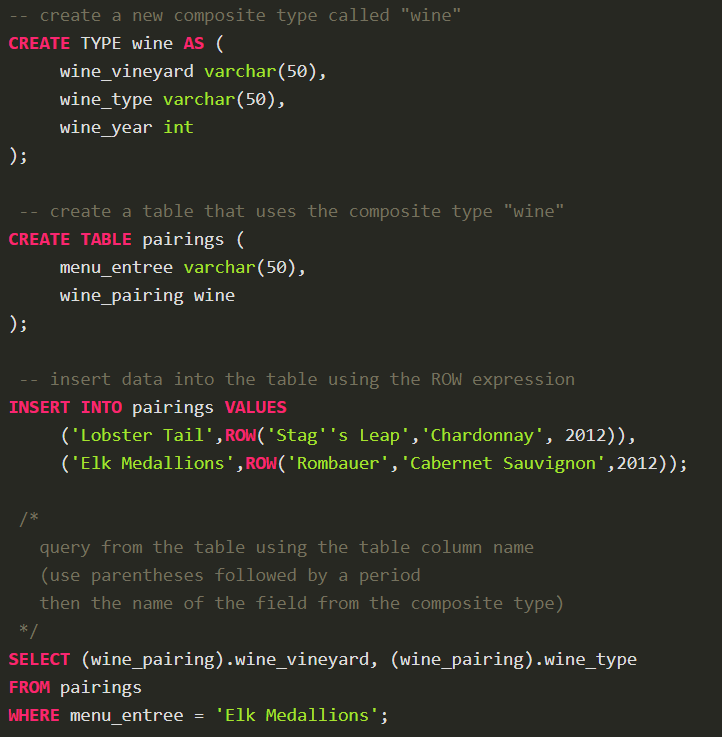 -- create a new composite type called "wine"
CREATE TYPE wine AS (
     wine_vineyard varchar(50),
     wine_type varchar(50),
     wine_year int
);

 -- create a table that uses the composite type "wine"
CREATE TABLE pairings (
     menu_entree varchar(50),
     wine_pairing wine
);

 -- insert data into the table using the ROW expression
INSERT INTO pairings VALUES
     ('Lobster Tail',ROW('Stag''s Leap','Chardonnay', 2012)),
     ('Elk Medallions',ROW('Rombauer','Cabernet Sauvignon',2012));

 /*
   query from the table using the table column name
   (use parentheses followed by a period
   then the name of the field from the composite type)
 */
SELECT (wine_pairing).wine_vineyard, (wine_pairing).wine_type
FROM pairings
WHERE menu_entree = 'Elk Medallions';